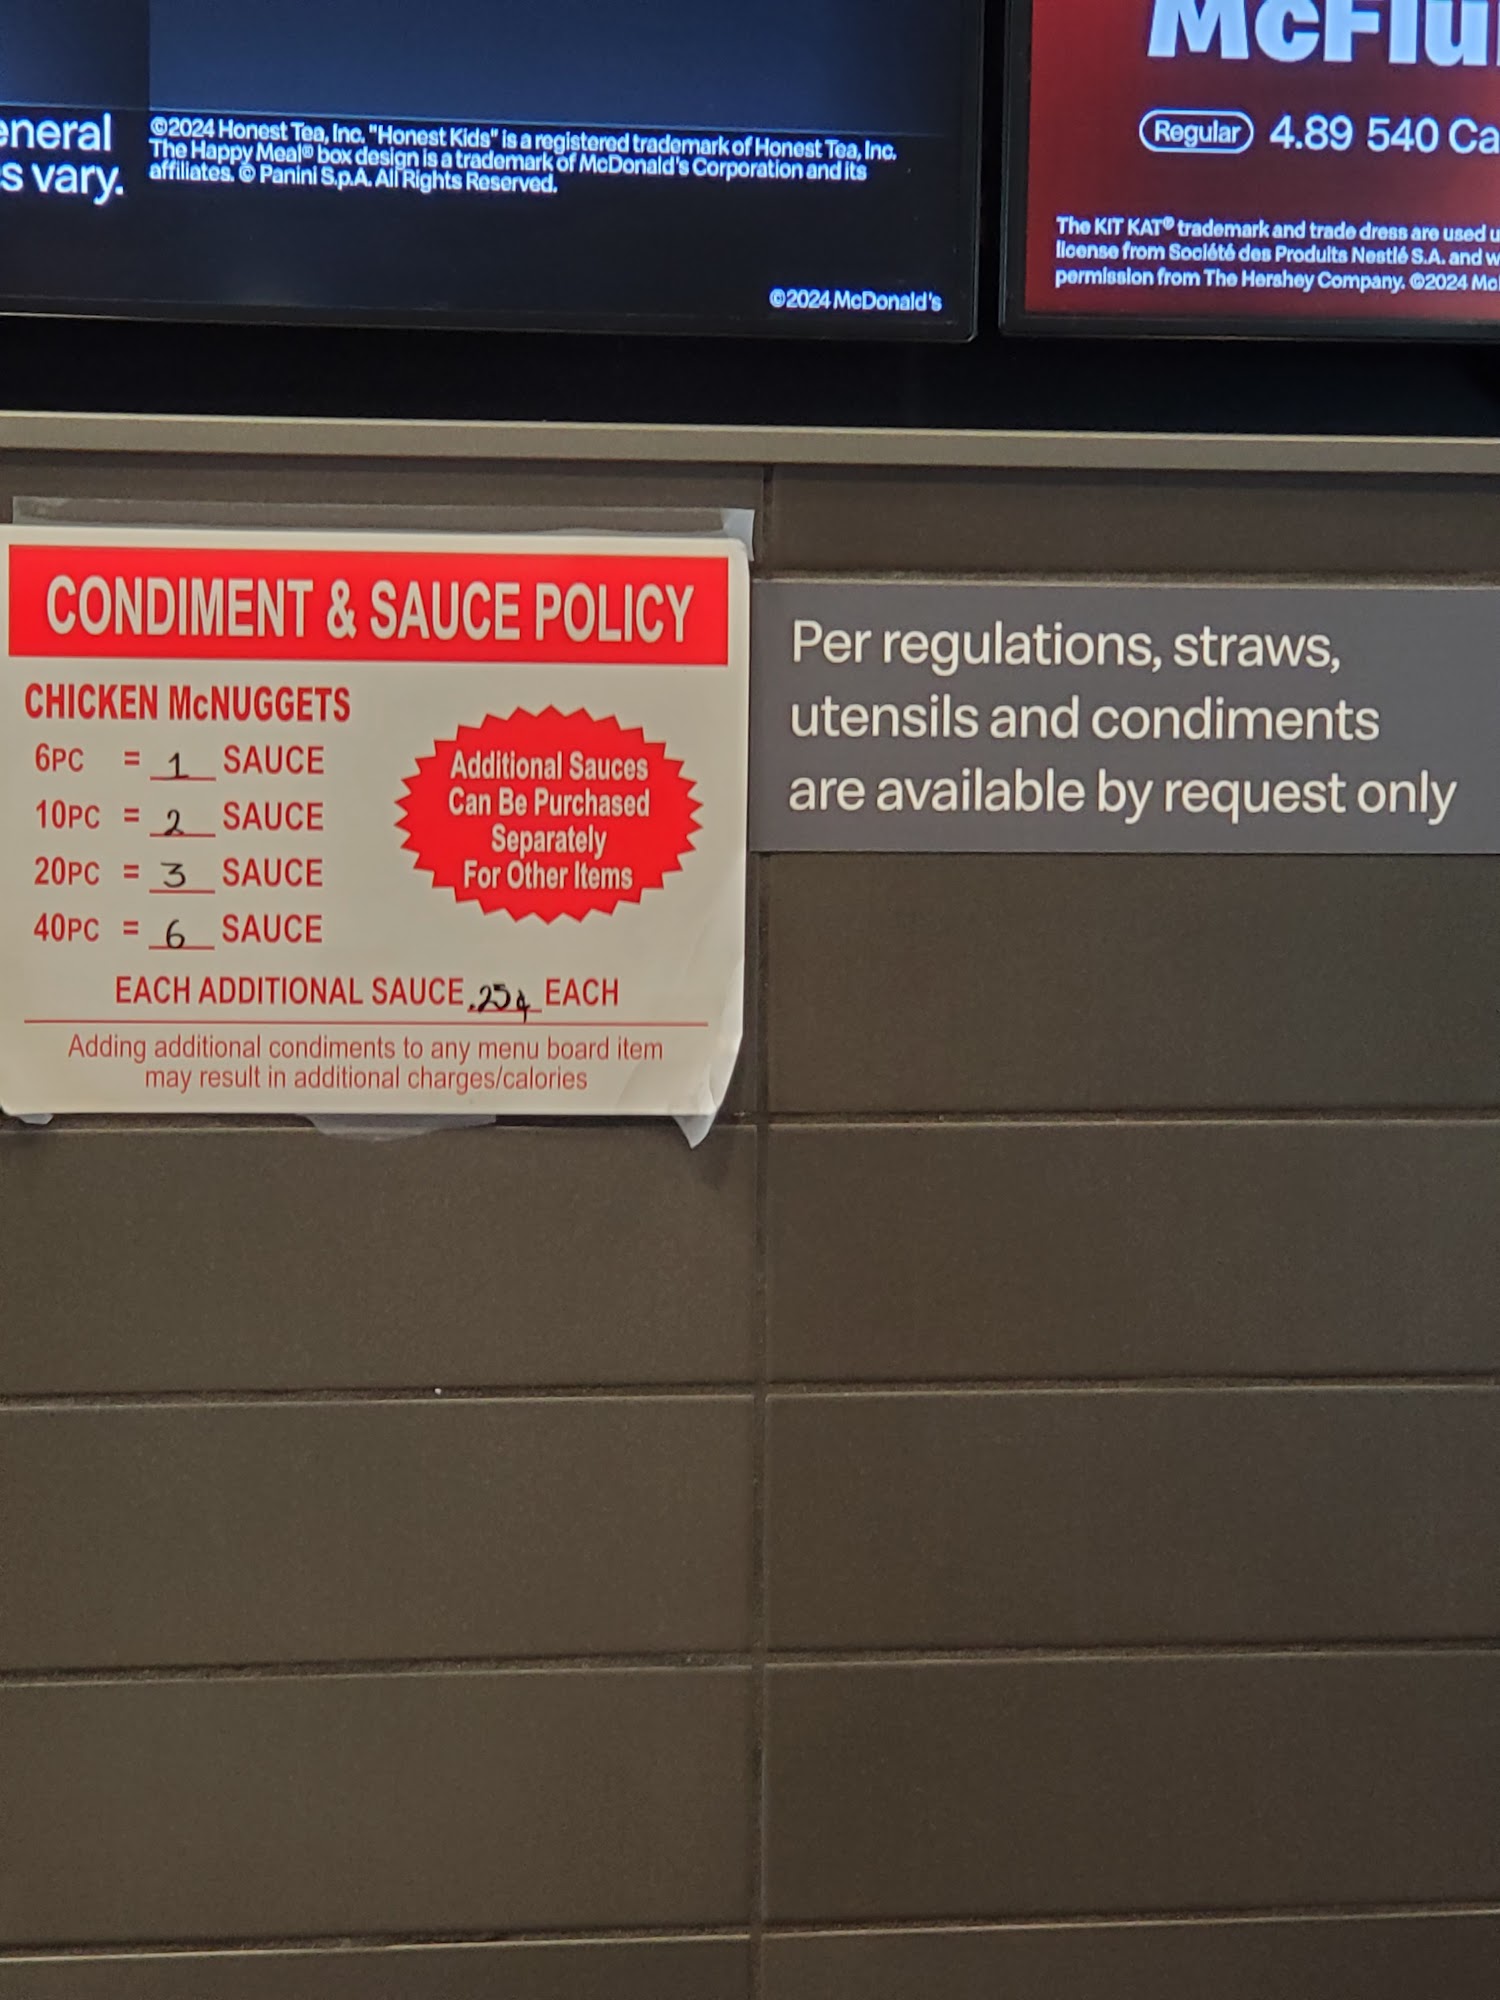 eneral
s vary.
©2024 Honest Tea, Inc. "Honest Kids" is a registered trademark of Honest Tea, Inc.
The Happy Meal® box design is a trademark of McDonald's Corporation and its
affiliates. © Panini S.p.A. All Rights Reserved.
©2024 McDonald's
McFlu
Regular 4.89 540 Ca
The KIT KAT® trademark and trade dress are used u
license from Société des Produits Nestlé S.A. and w
permission from The Hershey Company. ©2024 Mc
CONDIMENT & SAUCE POLICY
CHICKEN McNUGGETS
6PC = 1 SAUCE
10PC = 2 SAUCE
20PC = 3 SAUCE
40PC = 6 SAUCE
Additional Sauces
Can Be Purchased
Separately
For Other Items
EACH ADDITIONAL SAUCE .25¢ EACH
Adding additional condiments to any menu board item
may result in additional charges/calories
Per regulations, straws,
utensils and condiments
are available by request only